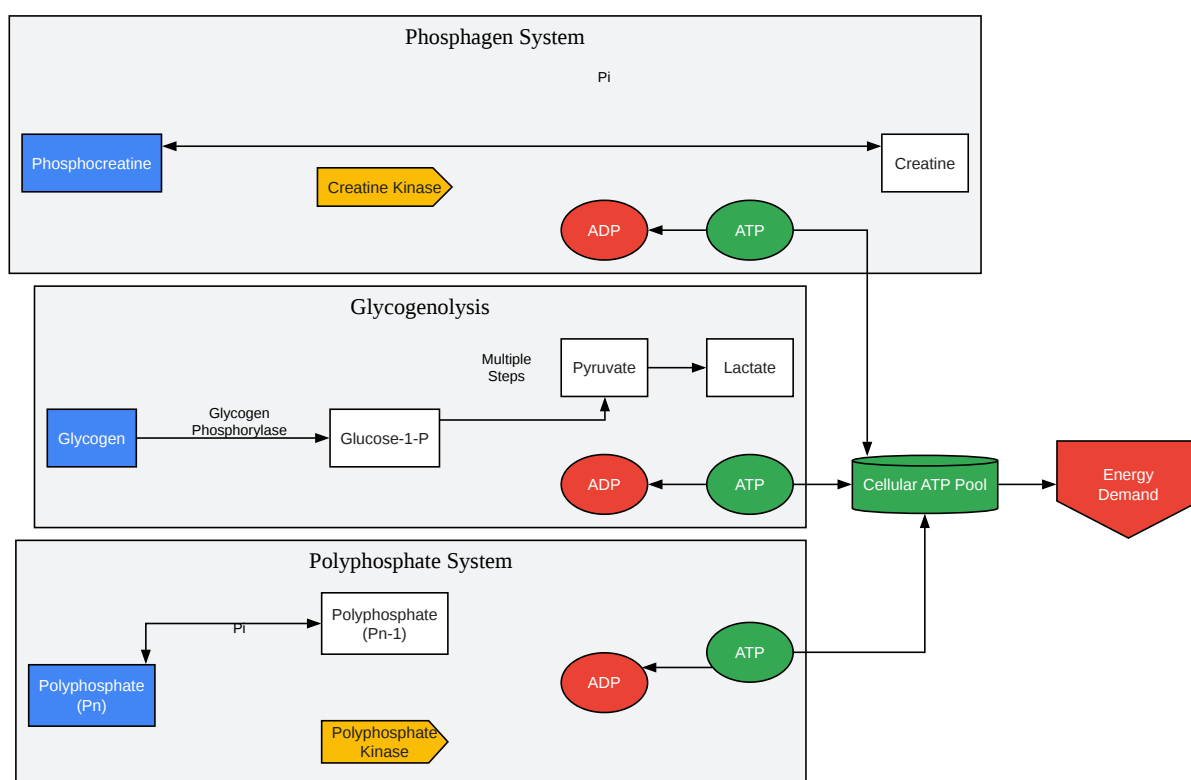 Phosphagen System
Pi
Phosphocreatine
Creatine
Creatine Kinase
ADP
ATP
Glycogenolysis
Multiple
Steps
Pyruvate
Lactate
Glycogen
Glycogen
Phosphorylase
Glucose-1-P
ADP
ATP
Cellular ATP Pool
Energy
Demand
Polyphosphate System
Polyphosphate
(Pn-1)
Pi
Polyphosphate
(Pn)
ADP
ATP
Polyphosphate
Kinase